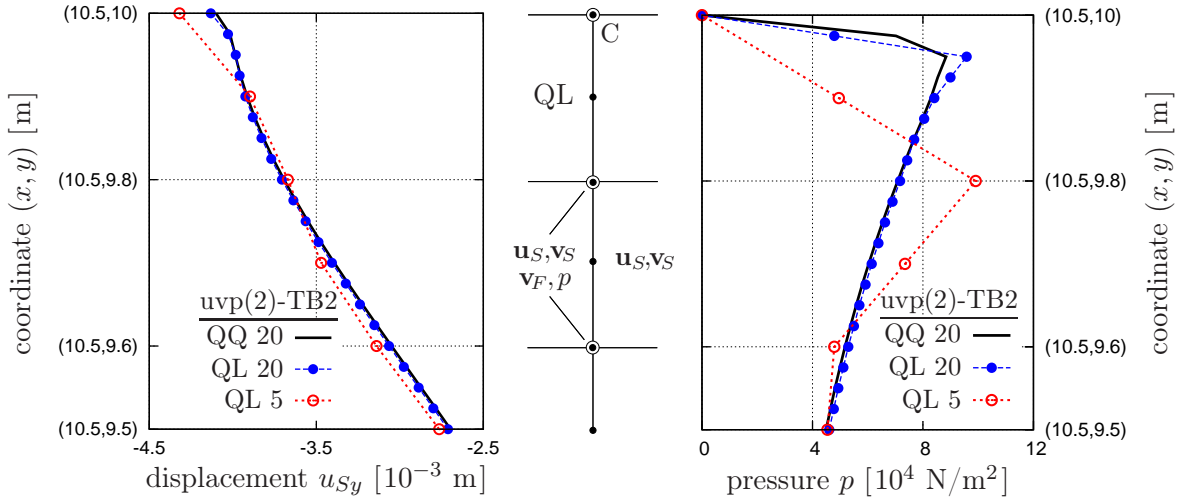 coordinate (x, y) [m]
(10.5,10)
(10.5,9.8)
(10.5,9.6)
(10.5,9.5)
-4.5
-3.5
-2.5
displacement u_Sy [10⁻³ m]
uvp(2)-TB2
QQ 20
QL 20
QL 5
C
QL
u_S,v_S
v_F, p
u_S,v_S
uvp(2)-TB2
QQ 20
QL 20
QL 5
0
4
8
12
pressure p [10⁴ N/m²]
(10.5,10)
(10.5,9.8)
(10.5,9.6)
(10.5,9.5)
coordinate (x, y) [m]